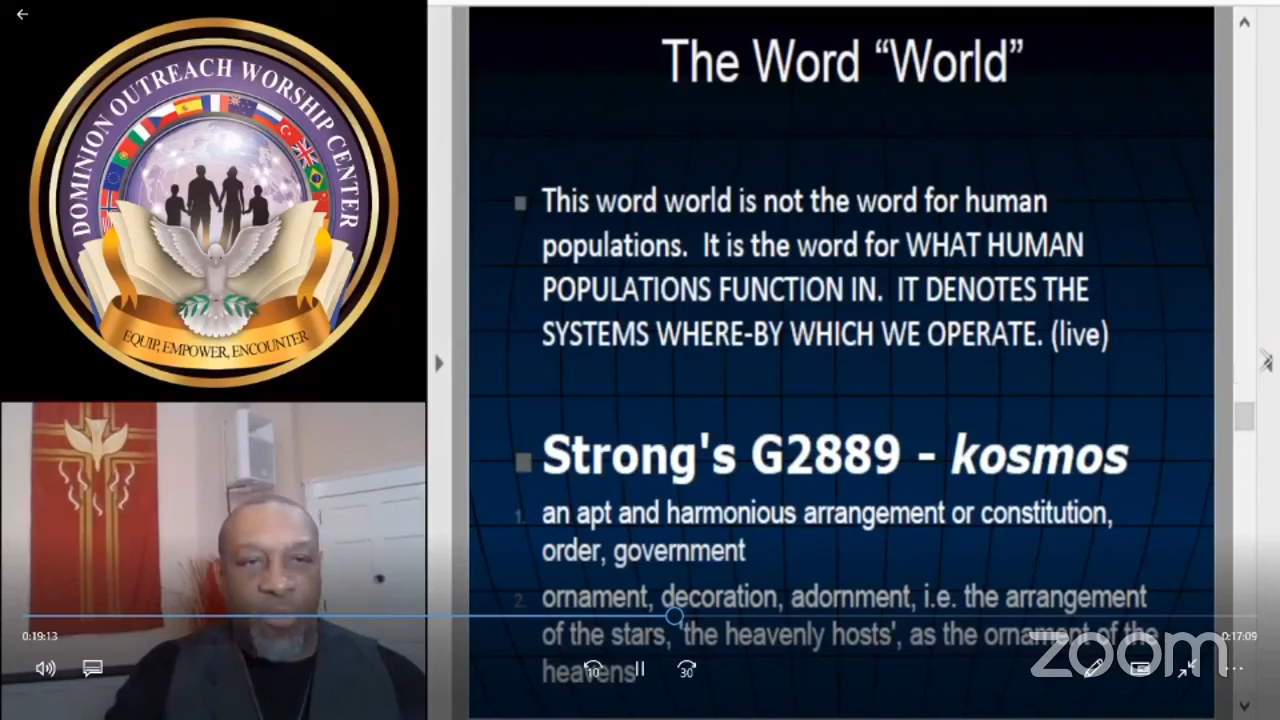 DOMINION OUTREACH WORSHIP CENTER
EQUIP, EMPOWER, ENCOUNTER
The Word “World”
This word world is not the word for human
populations. It is the word for WHAT HUMAN
POPULATIONS FUNCTION IN. IT DENOTES THE
SYSTEMS WHERE-BY WHICH WE OPERATE. (live)
Strong's G2889 - kosmos
1. an apt and harmonious arrangement or constitution,
order, government
2. ornament, decoration, adornment, i.e. the arrangement
of the stars, 'the heavenly hosts', as the ornament of the
heavens
0:19:13
0:17:09
10
30
zoom